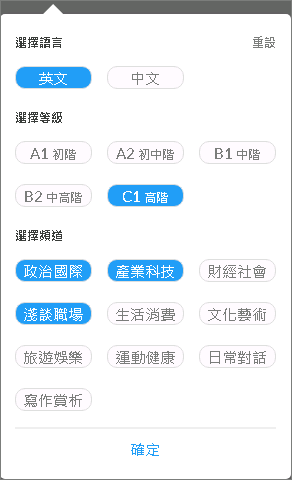 選擇語言 重設
英文 中文
選擇等級
A1 初階 A2 初中階 B1 中階
B2 中高階 C1 高階
選擇頻道
政治國際 產業科技 財經社會
淺談職場 生活消費 文化藝術
旅遊娛樂 運動健康 日常對話
寫作賞析
確定